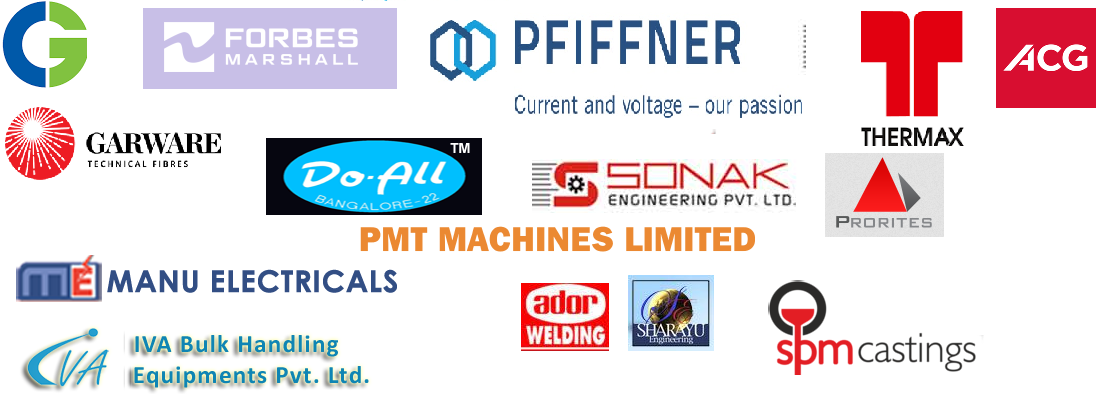 FORBES
MARSHALL
PFIFFNER
Current and voltage – our passion
THERMAX
ACG
GARWARE
TECHNICAL FIBRES
Do-All
TM
BANGALORE-22
SONAK
ENGINEERING PVT. LTD.
PRORITES
PMT MACHINES LIMITED
MÉ MANU ELECTRICALS
ador
WELDING
SHARAYU
Engineering
spm castings
IVA
IVA Bulk Handling
Equipments Pvt. Ltd.